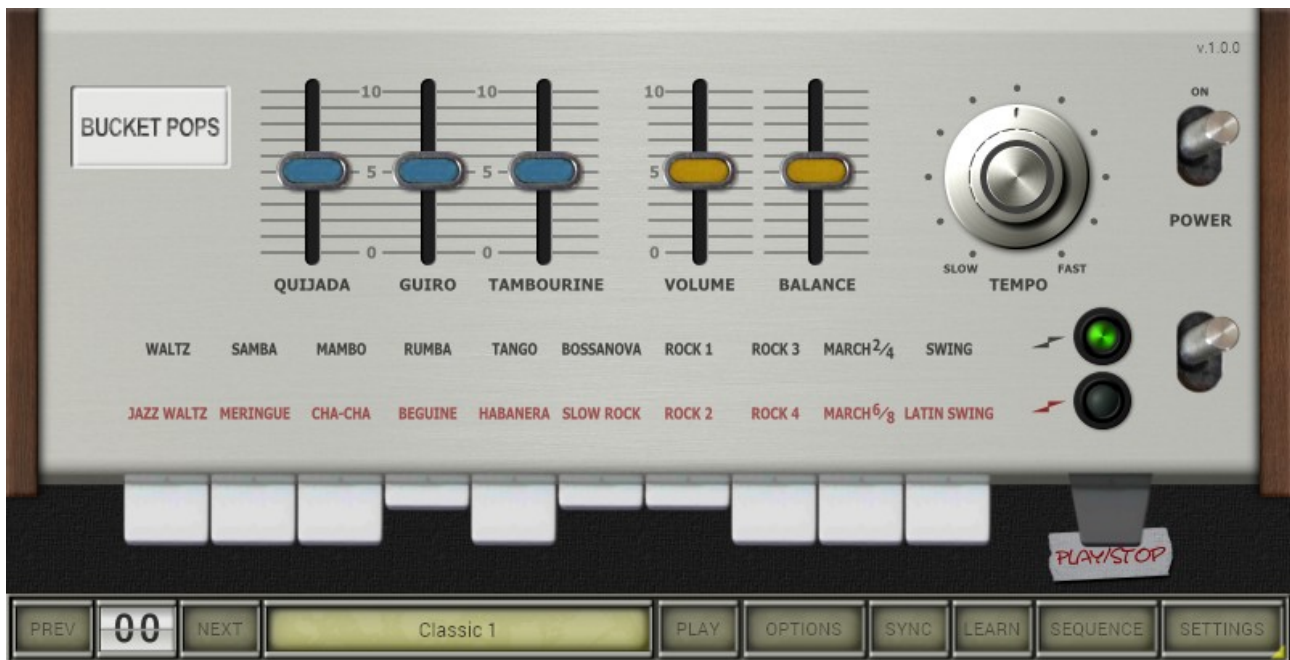 v.1.0.0
BUCKET POPS
10 10 10 ON
5 5 5
0 0 0
POWER
SLOW FAST
QUIJADA GUIRO TAMBOURINE VOLUME BALANCE TEMPO
WALTZ SAMBA MAMBO RUMBA TANGO BOSSANOVA ROCK 1 ROCK 3 MARCH 2/4 SWING
JAZZ WALTZ MERINGUE CHA-CHA BEGUINE HABANERA SLOW ROCK ROCK 2 ROCK 4 MARCH 6/8 LATIN SWING
PLAY/STOP
PREV 00 NEXT Classic 1 PLAY OPTIONS SYNC LEARN SEQUENCE SETTINGS